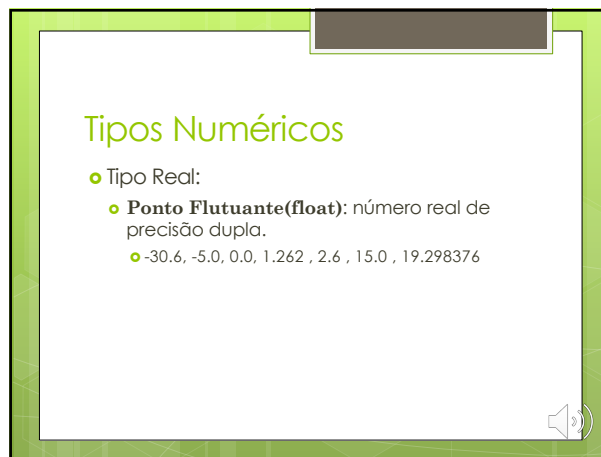 Tipos Numéricos
Tipo Real:
Ponto Flutuante(float): número real de
precisão dupla.
-30.6, -5.0, 0.0, 1.262 , 2.6 , 15.0 , 19.298376